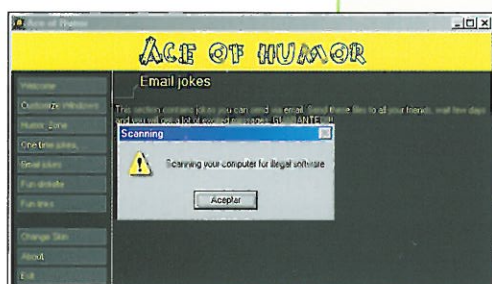 Ace of Humor
ACE OF HUMOR
Email jokes
Welcome
Customize Windows
Humor Zone
One time jokes,
Email jokes
Fun diskette
Fun links
Change Skin
About
Exit
This section contains jokes you can send via email. Send these files to all your friends, wait few days
and you will get a lot of excited messages,
Scanning
Scanning your computer for illegal software
Aceptar